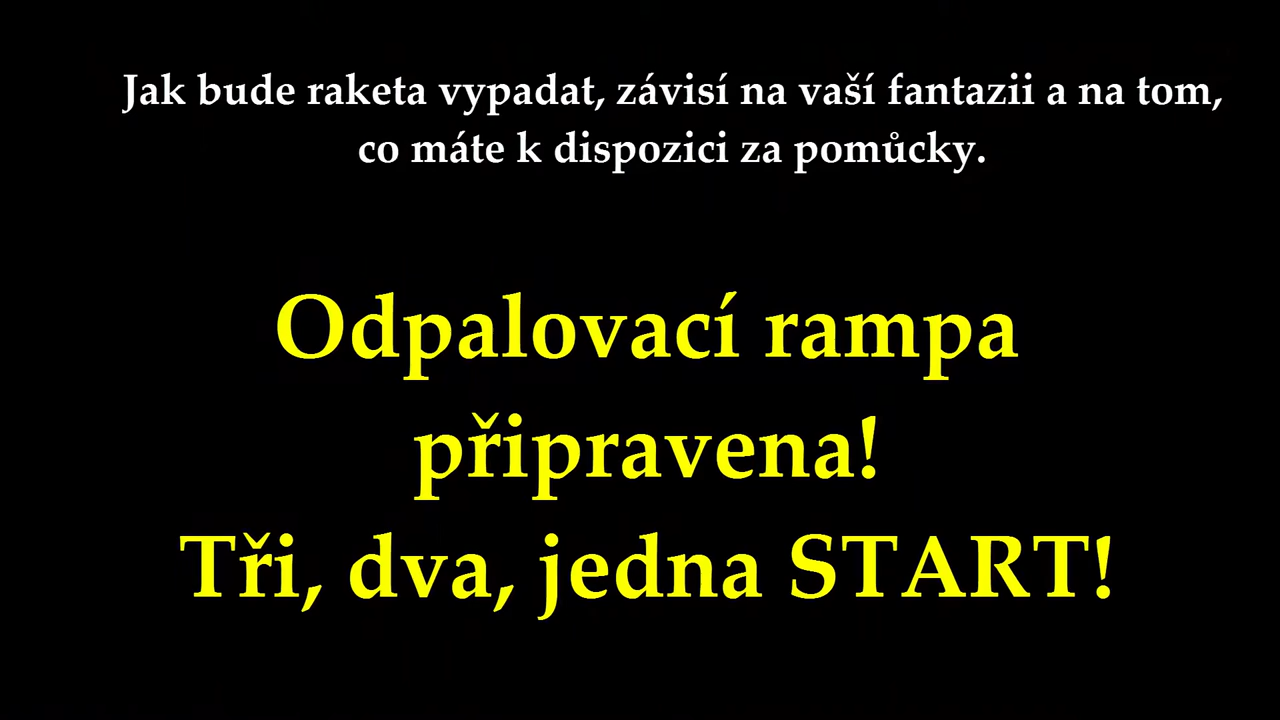 Jak bude raketa vypadat, závisí na vaší fantazii a na tom,
co máte k dispozici za pomůcky.
Odpalovací rampa
připravena!
Tři, dva, jedna START!